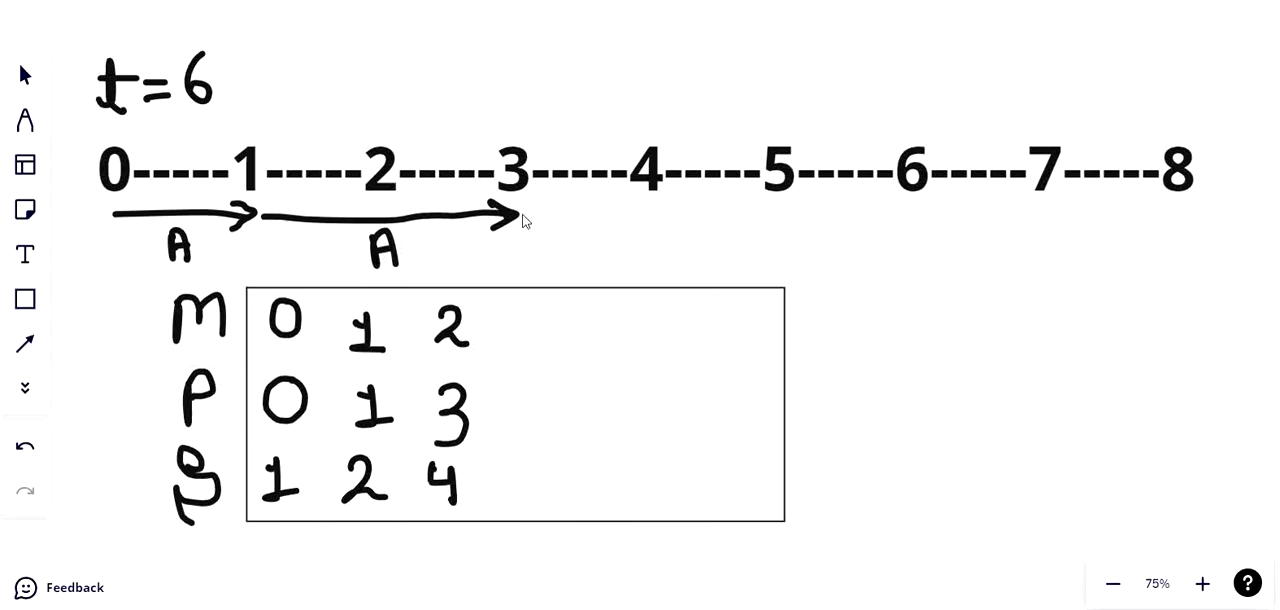 t=6
0-----1-----2-----3-----4-----5-----6-----7-----8
A A
M 0 1 2
P 0 1 3
1 2 4
Feedback
75%